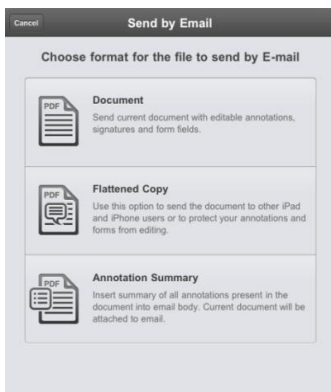 Cancel
Send by Email
Choose format for the file to send by E-mail
PDF
Document
Send current document with editable annotations,
signatures and form fields.
PDF
Flattened Copy
Use this option to send the document to other iPad
and iPhone users or to protect your annotations and
forms from editing.
PDF
Annotation Summary
Insert summary of all annotations present in the
document into email body. Current document will be
attached to email.